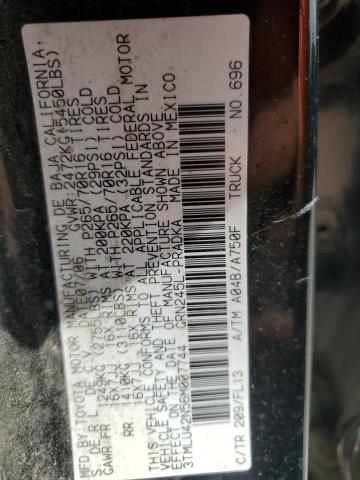 MFD.BY:TOYOTA MOTOR MANUFACTURING DE BAJA CALIFORNIA,
S. DE R.L. DE C.V. DATE: 07/06 GVWR:2472KG(5450LBS)
GAWR:FR. 1249KG (2755LBS) WITH P265/70R16 TIRES
16X7JJ RIMS AT 200KPA (29PSI) COLD
RR. 1410KG (3110LBS) WITH P265/70R16 TIRES
16X7JJ RIMS AT 220KPA (32PSI) COLD
THIS VEHICLE CONFORMS TO ALL APPLICABLE FEDERAL MOTOR
VEHICLE SAFETY AND THEFT PREVENTION STANDARDS IN
EFFECT ON THE DATE OF MANUFACTURE SHOWN ABOVE.
3TMLU42N56M007744 GRN245L-PRADKA MADE IN MEXICO
C/TR 209/FL13 A/TM A04B/A750F TRUCK NO. 696